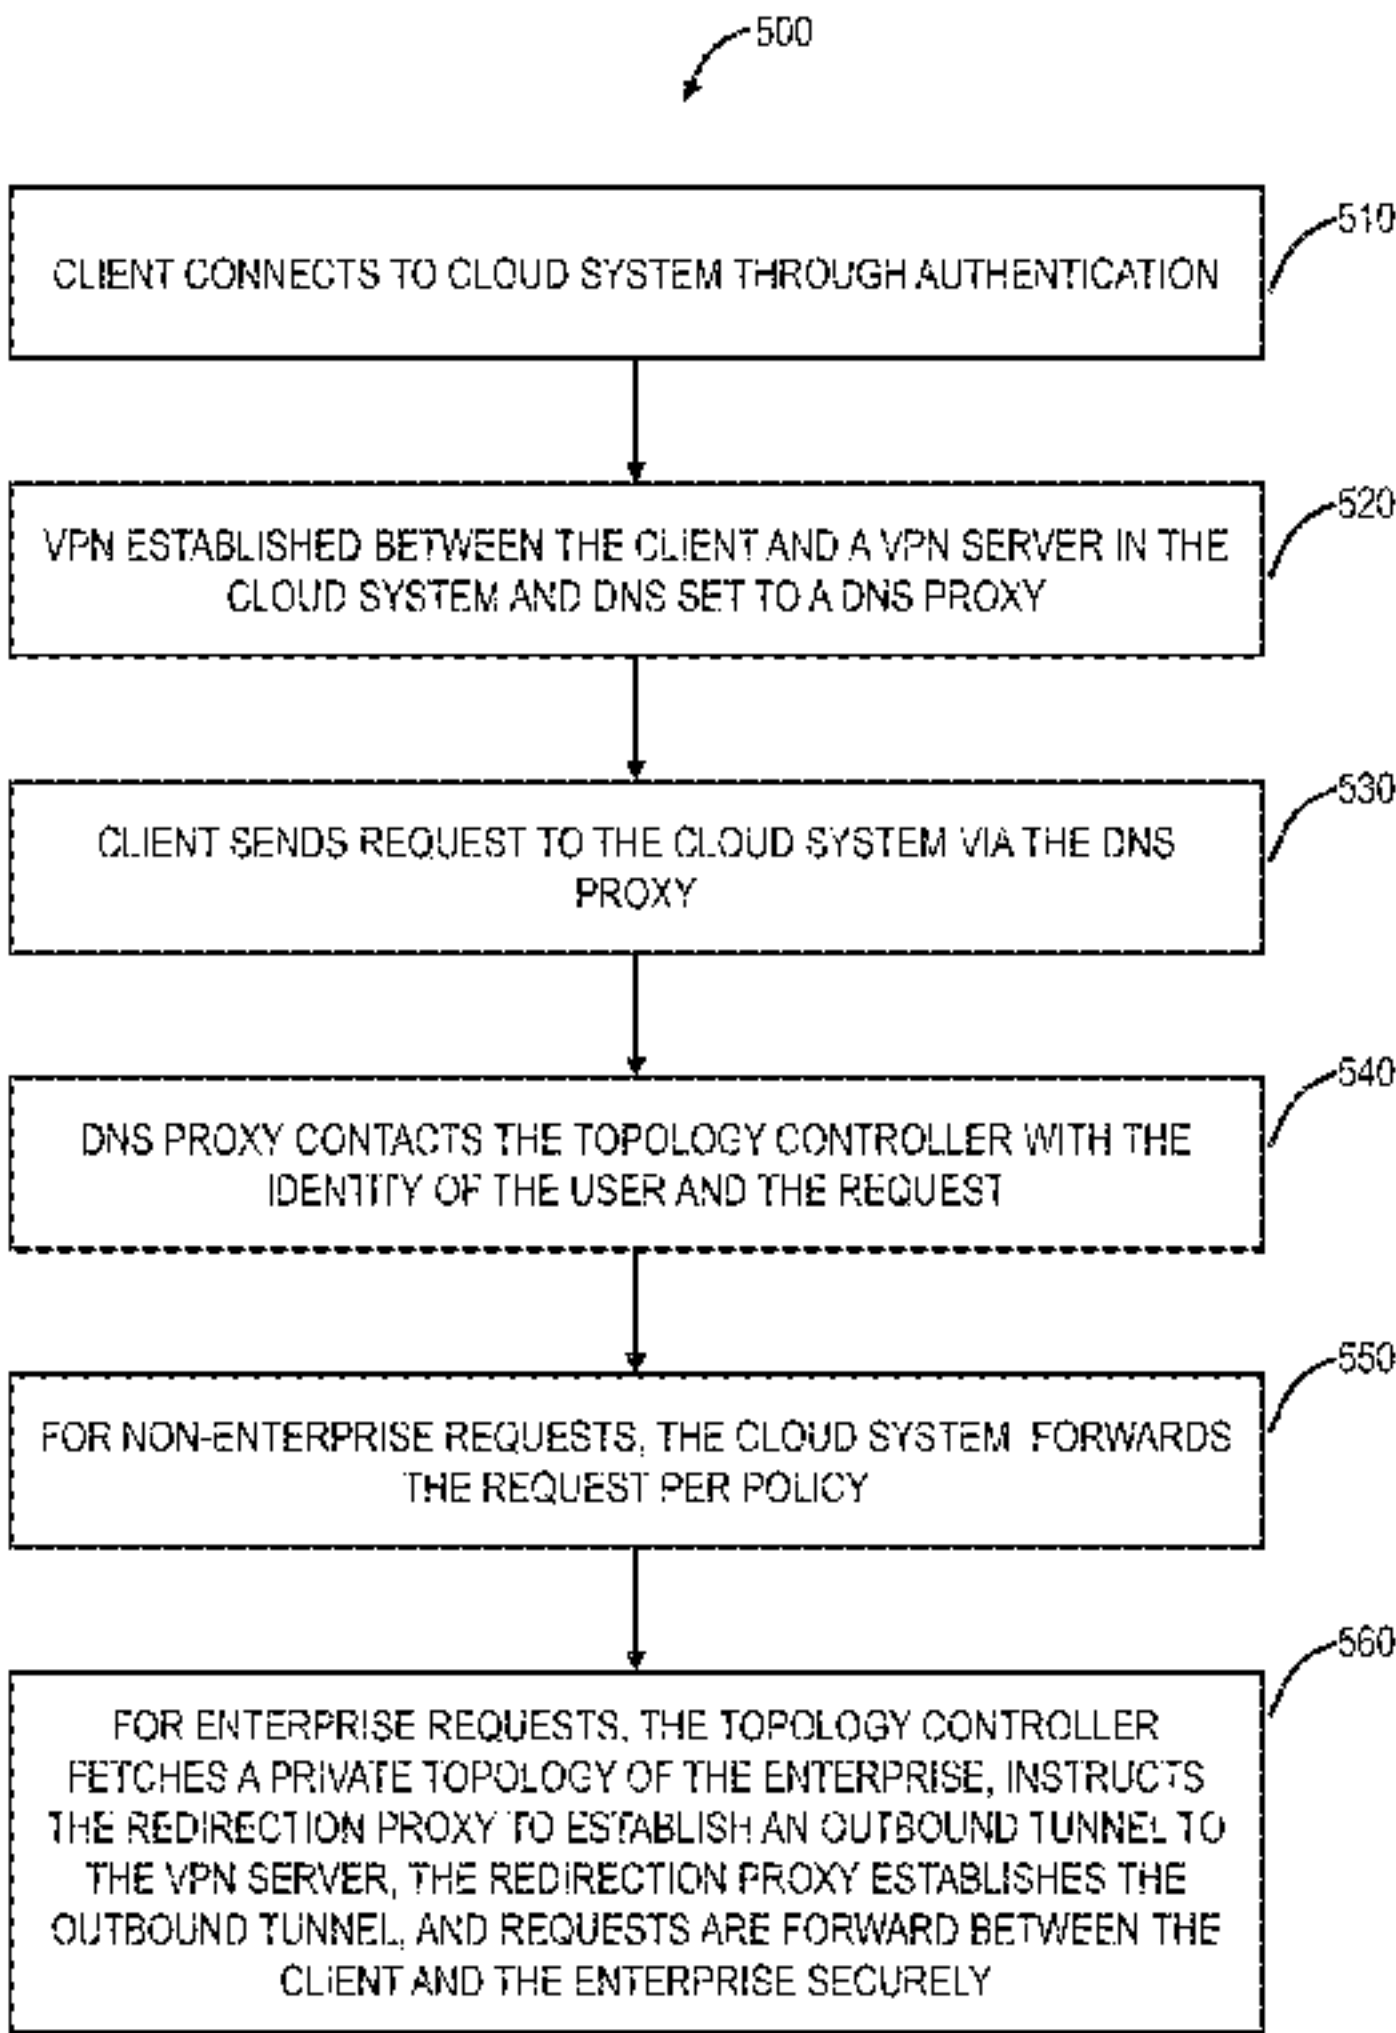 500
510
CLIENT CONNECTS TO CLOUD SYSTEM THROUGH AUTHENTICATION
520
VPN ESTABLISHED BETWEEN THE CLIENT AND A VPN SERVER IN THE
CLOUD SYSTEM AND DNS SET TO A DNS PROXY
530
CLIENT SENDS REQUEST TO THE CLOUD SYSTEM VIA THE DNS
PROXY
540
DNS PROXY CONTACTS THE TOPOLOGY CONTROLLER WITH THE
IDENTITY OF THE USER AND THE REQUEST
550
FOR NON-ENTERPRISE REQUESTS, THE CLOUD SYSTEM FORWARDS
THE REQUEST PER POLICY
560
FOR ENTERPRISE REQUESTS, THE TOPOLOGY CONTROLLER
FETCHES A PRIVATE TOPOLOGY OF THE ENTERPRISE, INSTRUCTS
THE REDIRECTION PROXY TO ESTABLISH AN OUTBOUND TUNNEL TO
THE VPN SERVER, THE REDIRECTION PROXY ESTABLISHES THE
OUTBOUND TUNNEL, AND REQUESTS ARE FORWARD BETWEEN THE
CLIENT AND THE ENTERPRISE SECURELY